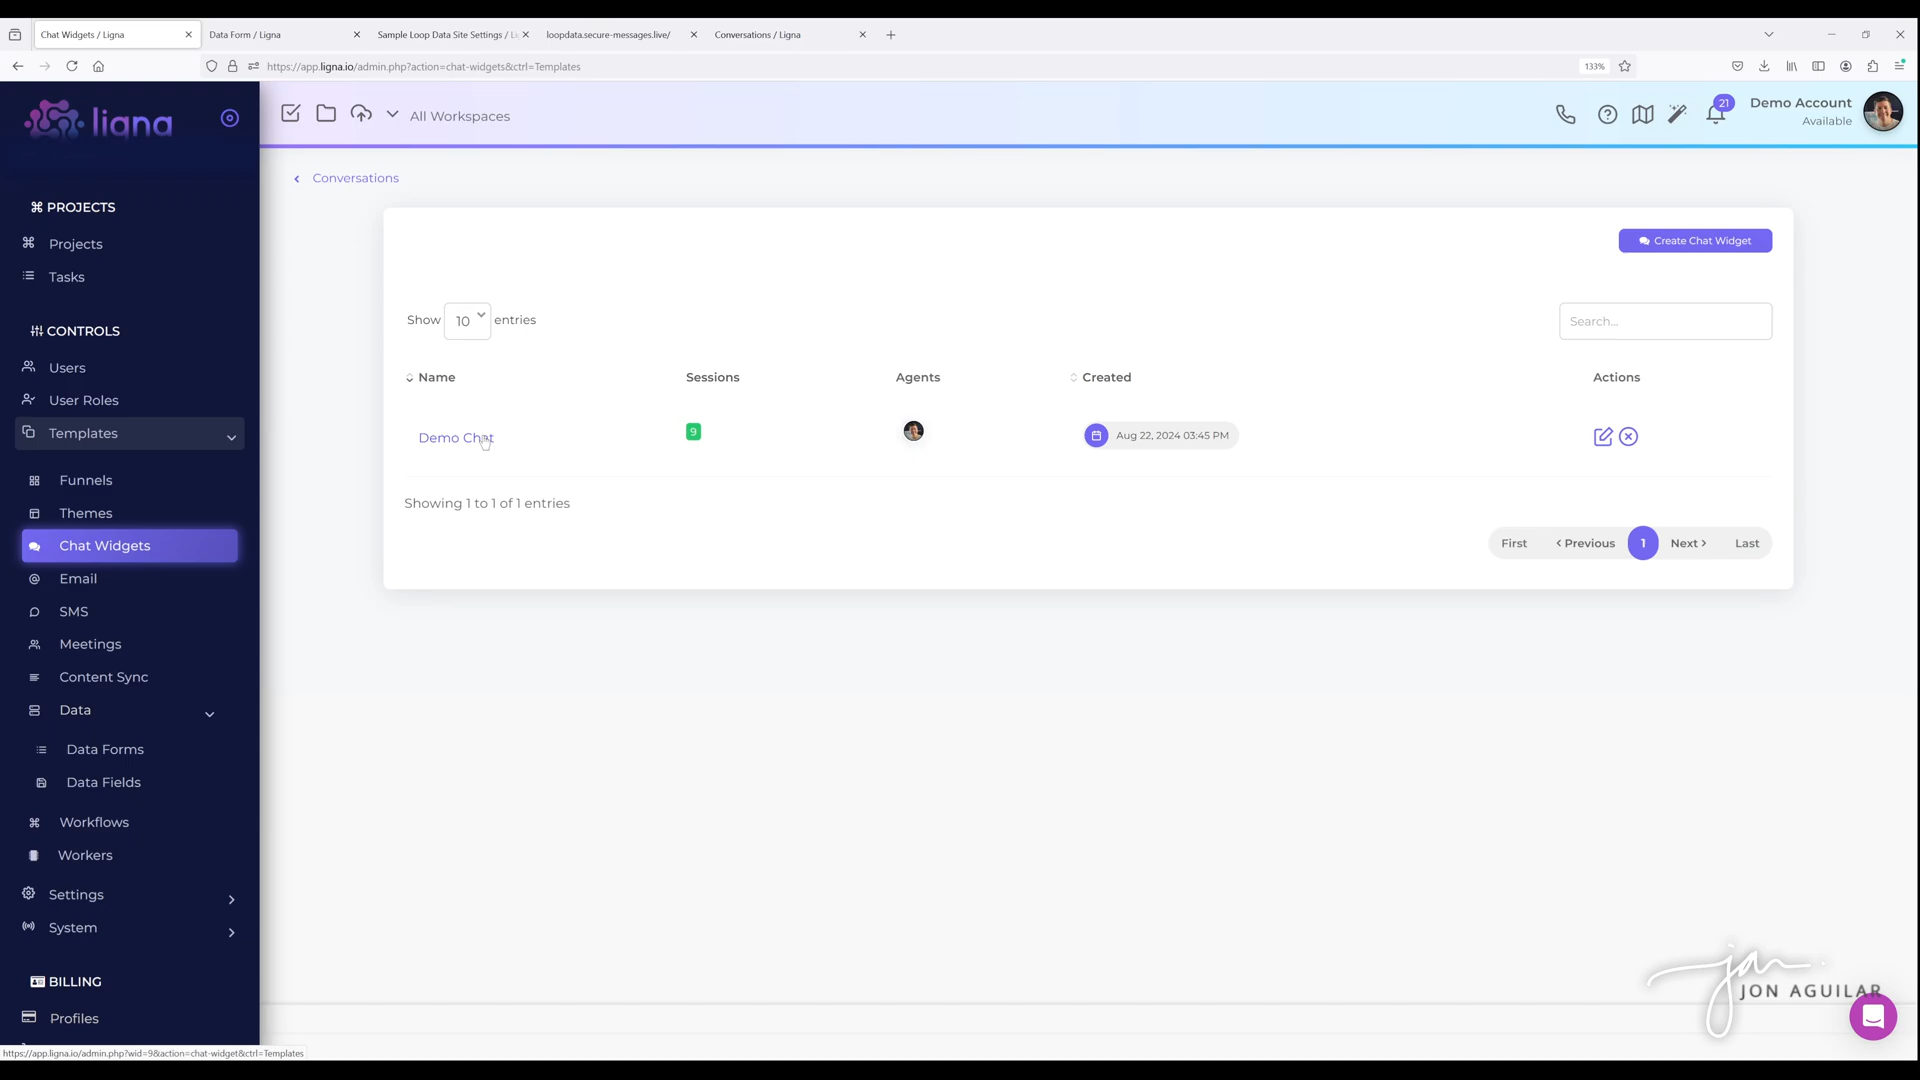 Chat Widgets / Ligna
Data Form / Ligna
Sample Loop Data Site Settings / Li
loopdata.secure-messages.live/
Conversations / Ligna
https://app.ligna.io/admin.php?action=chat-widgets&ctrl=Templates
133%
ligna
All Workspaces
21
Demo Account
Available
Conversations
PROJECTS
Projects
Tasks
CONTROLS
Users
User Roles
Templates
Funnels
Themes
Chat Widgets
Email
SMS
Meetings
Content Sync
Data
Data Forms
Data Fields
Workflows
Workers
Settings
System
BILLING
Profiles
Create Chat Widget
Show 10 entries
Search...
Name Sessions Agents Created Actions
Demo Chat 9 Aug 22, 2024 03:45 PM
Showing 1 to 1 of 1 entries
First ‹ Previous 1 Next › Last
jon.
JON AGUILAR
https://app.ligna.io/admin.php?wid=9&action=chat-widget&ctrl=Templates